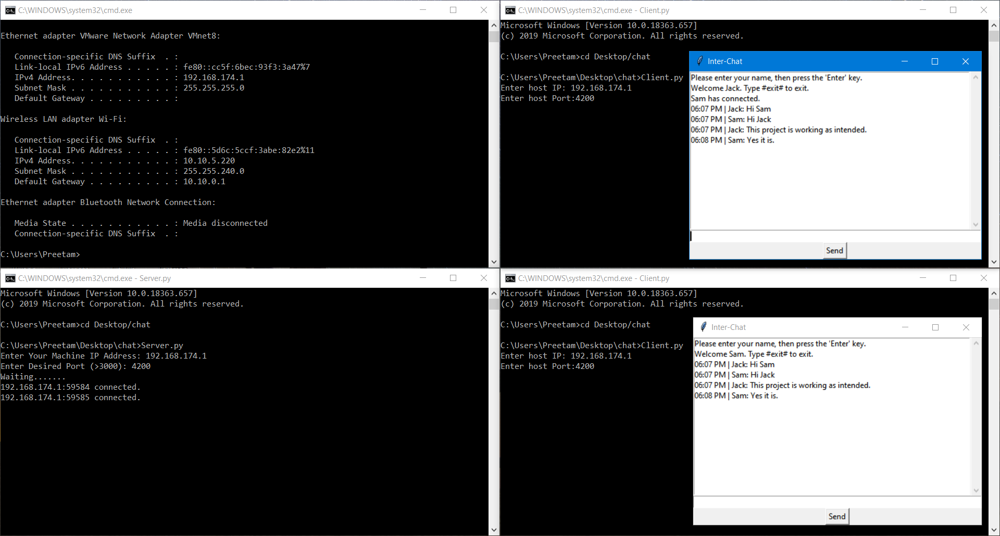 C:\WINDOWS\system32\cmd.exe
Ethernet adapter VMware Network Adapter VMnet8:
Connection-specific DNS Suffix  . :
Link-local IPv6 Address . . . . . : fe80::cc5f:6bec:93f3:3a47%7
IPv4 Address. . . . . . . . . . . : 192.168.174.1
Subnet Mask . . . . . . . . . . . : 255.255.255.0
Default Gateway . . . . . . . . . :
Wireless LAN adapter Wi-Fi:
Connection-specific DNS Suffix  . :
Link-local IPv6 Address . . . . . : fe80::5d6c:5ccf:3abe:82e2%11
IPv4 Address. . . . . . . . . . . : 10.10.5.220
Subnet Mask . . . . . . . . . . . : 255.255.240.0
Default Gateway . . . . . . . . . : 10.10.0.1
Ethernet adapter Bluetooth Network Connection:
Media State . . . . . . . . . . . : Media disconnected
Connection-specific DNS Suffix  . :
C:\Users\Preetam>
C:\WINDOWS\system32\cmd.exe - Client.py
Microsoft Windows [Version 10.0.18363.657]
(c) 2019 Microsoft Corporation. All rights reserved.
C:\Users\Preetam>cd Desktop/chat
C:\Users\Preetam\Desktop\chat>Client.py
Enter host IP: 192.168.174.1
Enter host Port:4200
Inter-Chat
Please enter your name, then press the 'Enter' key.
Welcome Jack. Type #exit# to exit.
Sam has connected.
06:07 PM | Jack: Hi Sam
06:07 PM | Sam: Hi Jack
06:07 PM | Jack: This project is working as intended.
06:08 PM | Sam: Yes it is.
Send
C:\WINDOWS\system32\cmd.exe - Server.py
Microsoft Windows [Version 10.0.18363.657]
(c) 2019 Microsoft Corporation. All rights reserved.
C:\Users\Preetam>cd Desktop/chat
C:\Users\Preetam\Desktop\chat>Server.py
Enter Your Machine IP Address: 192.168.174.1
Enter Desired Port (>3000): 4200
Waiting.......
192.168.174.1:59584 connected.
192.168.174.1:59585 connected.
C:\WINDOWS\system32\cmd.exe - Client.py
Microsoft Windows [Version 10.0.18363.657]
(c) 2019 Microsoft Corporation. All rights reserved.
C:\Users\Preetam>cd Desktop/chat
C:\Users\Preetam\Desktop\chat>Client.py
Enter host IP: 192.168.174.1
Enter host Port:4200
Inter-Chat
Please enter your name, then press the 'Enter' key.
Welcome Sam. Type #exit# to exit.
06:07 PM | Jack: Hi Sam
06:07 PM | Sam: Hi Jack
06:07 PM | Jack: This project is working as intended.
06:08 PM | Sam: Yes it is.
Send